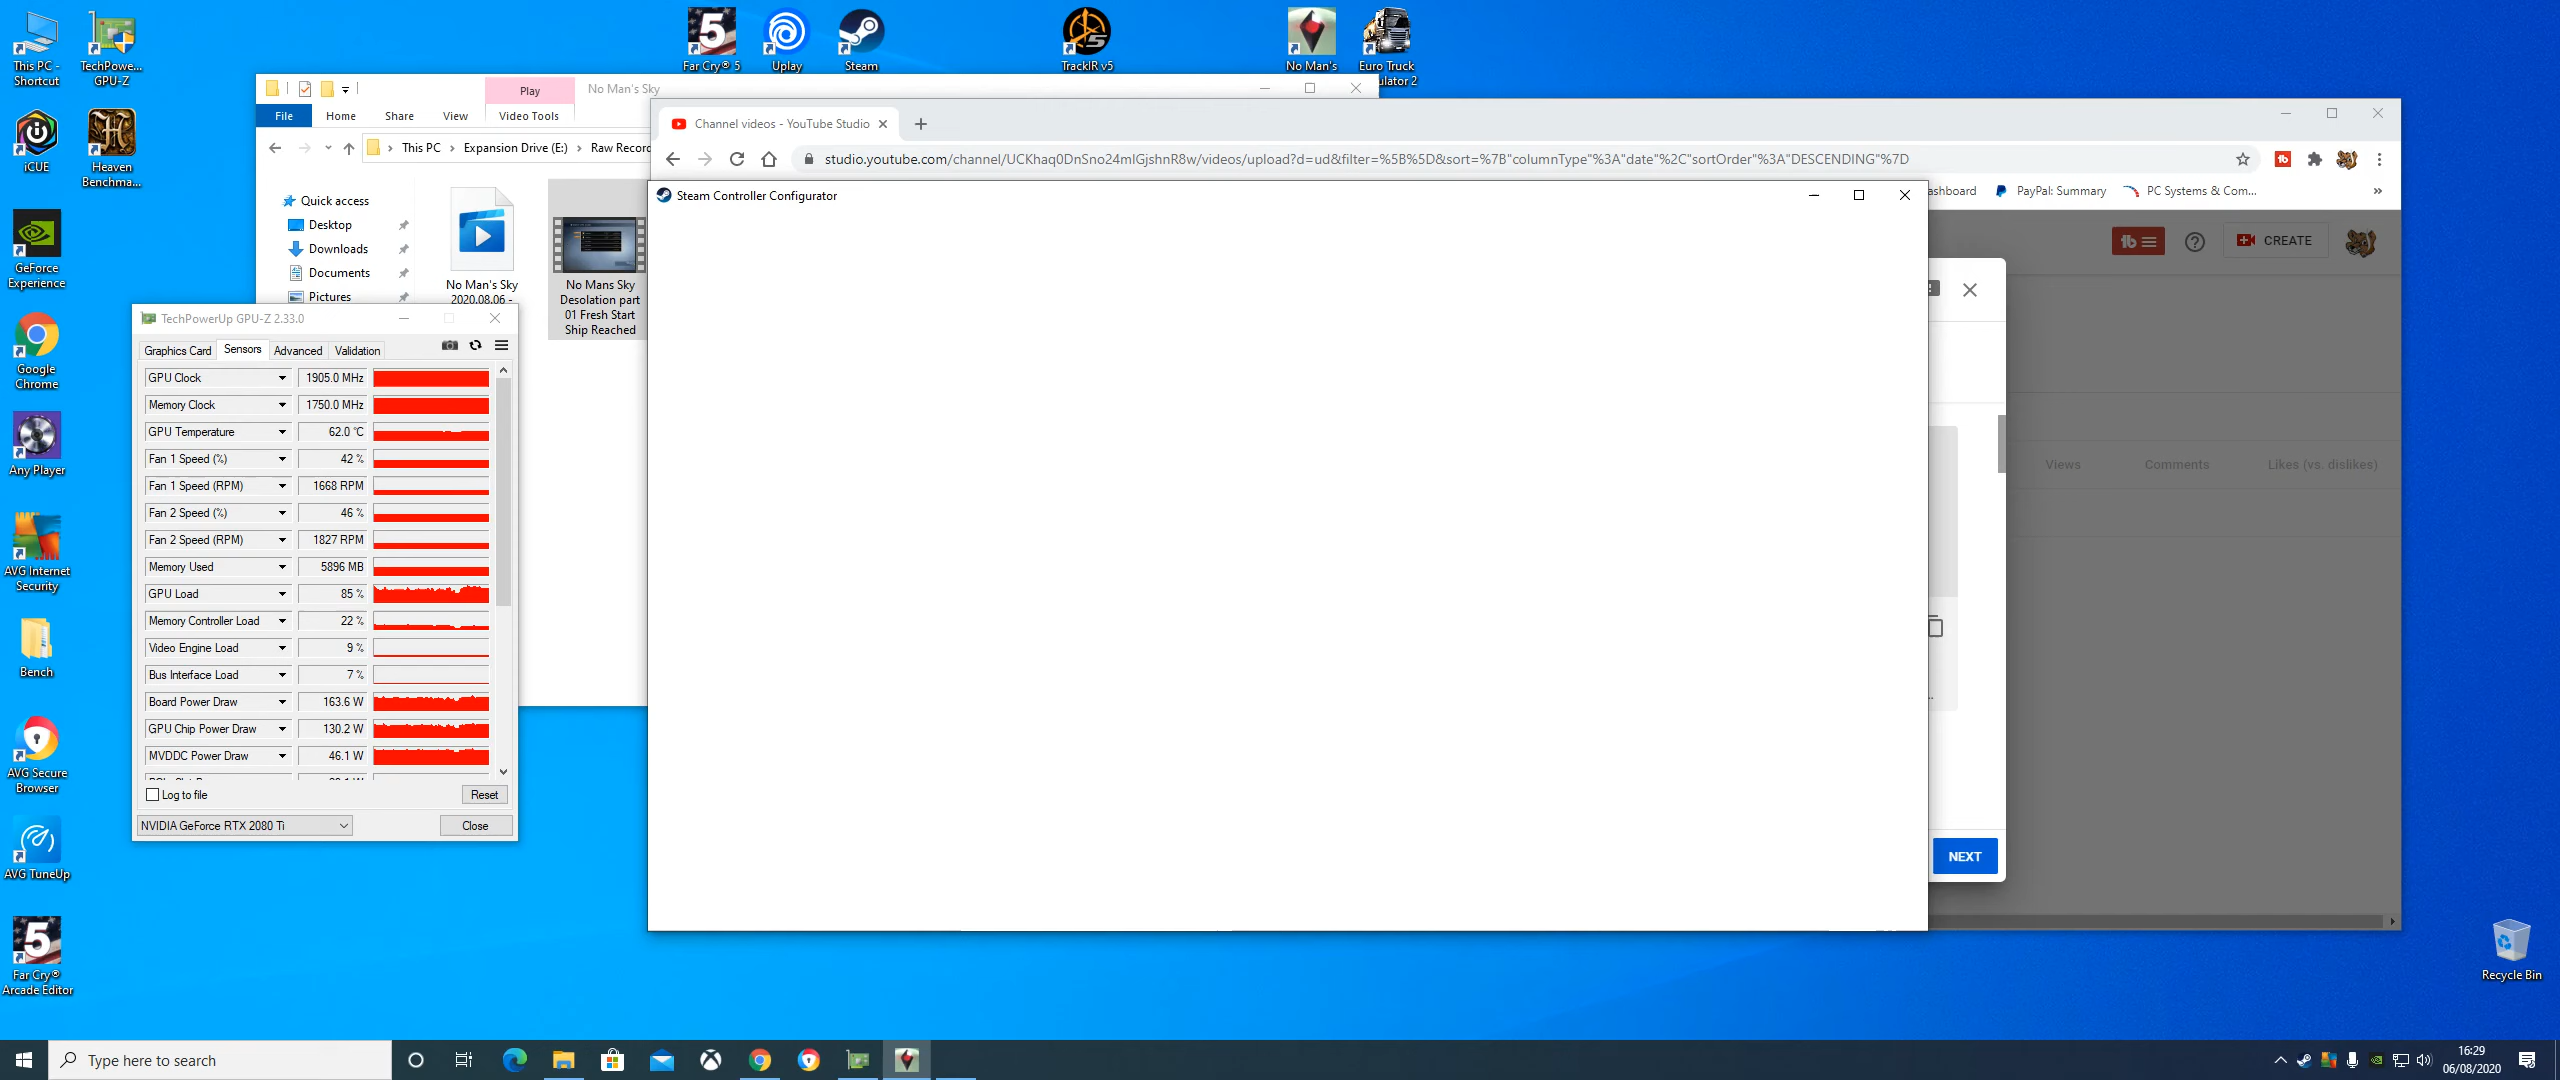 This PC -
Shortcut
TechPowe...
GPU-Z
Far Cry® 5
Uplay
Steam
TrackIR v5
No Man's
Euro Truck
ulator 2
iCUE
Heaven
Benchma...
GeForce
Experience
Google
Chrome
Any Player
AVG Internet
Security
Bench
AVG Secure
Browser
AVG TuneUp
Far Cry®
Arcade Editor
Recycle Bin
Play
No Man's Sky
File
Home
Share
View
Video Tools
This PC
Expansion Drive (E:)
Raw Record
Quick access
Desktop
Downloads
Documents
Pictures
No Man's Sky
2020.08.06 -
No Mans Sky
Desolation part
01 Fresh Start
Ship Reached
Channel videos - YouTube Studio
studio.youtube.com/channel/UCKhaq0DnSno24mIGjshnR8w/videos/upload?d=ud&filter=%5B%5D&sort=%7B"columnType"%3A"date"%2C"sortOrder"%3A"DESCENDING"%7D
ashboard
PayPal: Summary
PC Systems & Com...
CREATE
Views
Comments
Likes (vs. dislikes)
NEXT
Steam Controller Configurator
TechPowerUp GPU-Z 2.33.0
Graphics Card
Sensors
Advanced
Validation
GPU Clock 1905.0 MHz
Memory Clock 1750.0 MHz
GPU Temperature 62.0 °C
Fan 1 Speed (%) 42 %
Fan 1 Speed (RPM) 1668 RPM
Fan 2 Speed (%) 46 %
Fan 2 Speed (RPM) 1827 RPM
Memory Used 5896 MB
GPU Load 85 %
Memory Controller Load 22 %
Video Engine Load 9 %
Bus Interface Load 7 %
Board Power Draw 163.6 W
GPU Chip Power Draw 130.2 W
MVDDC Power Draw 46.1 W
Log to file
Reset
NVIDIA GeForce RTX 2080 Ti
Close
Type here to search
16:29
06/08/2020